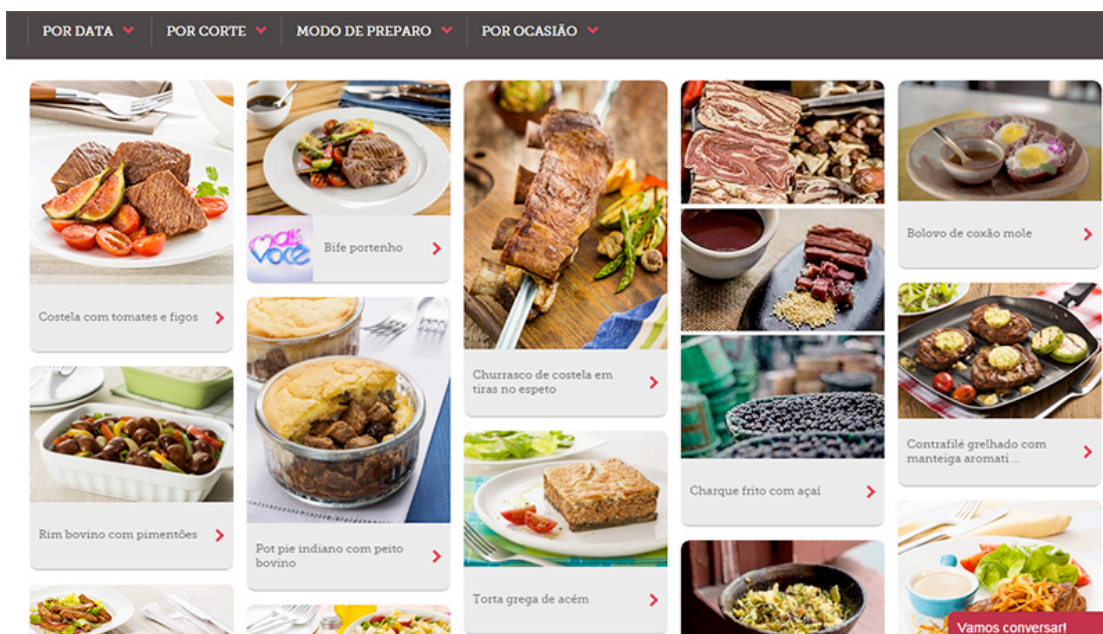 POR DATA
POR CORTE
MODO DE PREPARO
POR OCASIÃO
Costela com tomates e figos
Rim bovino com pimentões
mais
você
Bife portenho
Pot pie indiano com peito
bovino
Churrasco de costela em
tiras no espeto
Torta grega de acém
Charque frito com açaí
Bolovo de coxão mole
Contrafilé grelhado com
manteiga aromati ...
Vamos conversar!